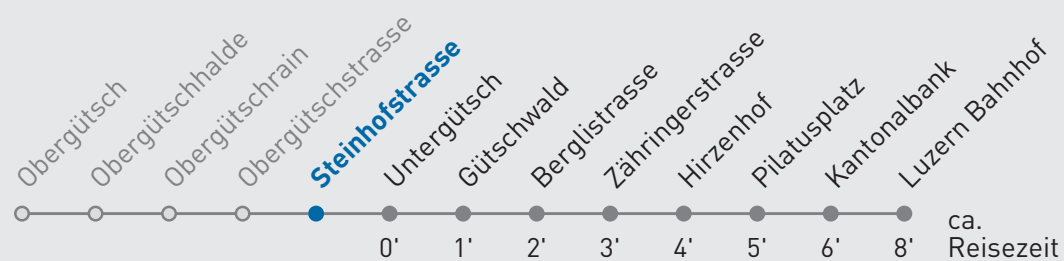 Obergütsch
Obergütschhalde
Obergütschrain
Obergütschstrasse
Steinhofstrasse
Untergütsch
Gütschwald
Berglistrasse
Zähringerstrasse
Hirzenhof
Pilatusplatz
Kantonalbank
Luzern Bahnhof
0' 1' 2' 3' 4' 5' 6' 8'
ca.
Reisezeit